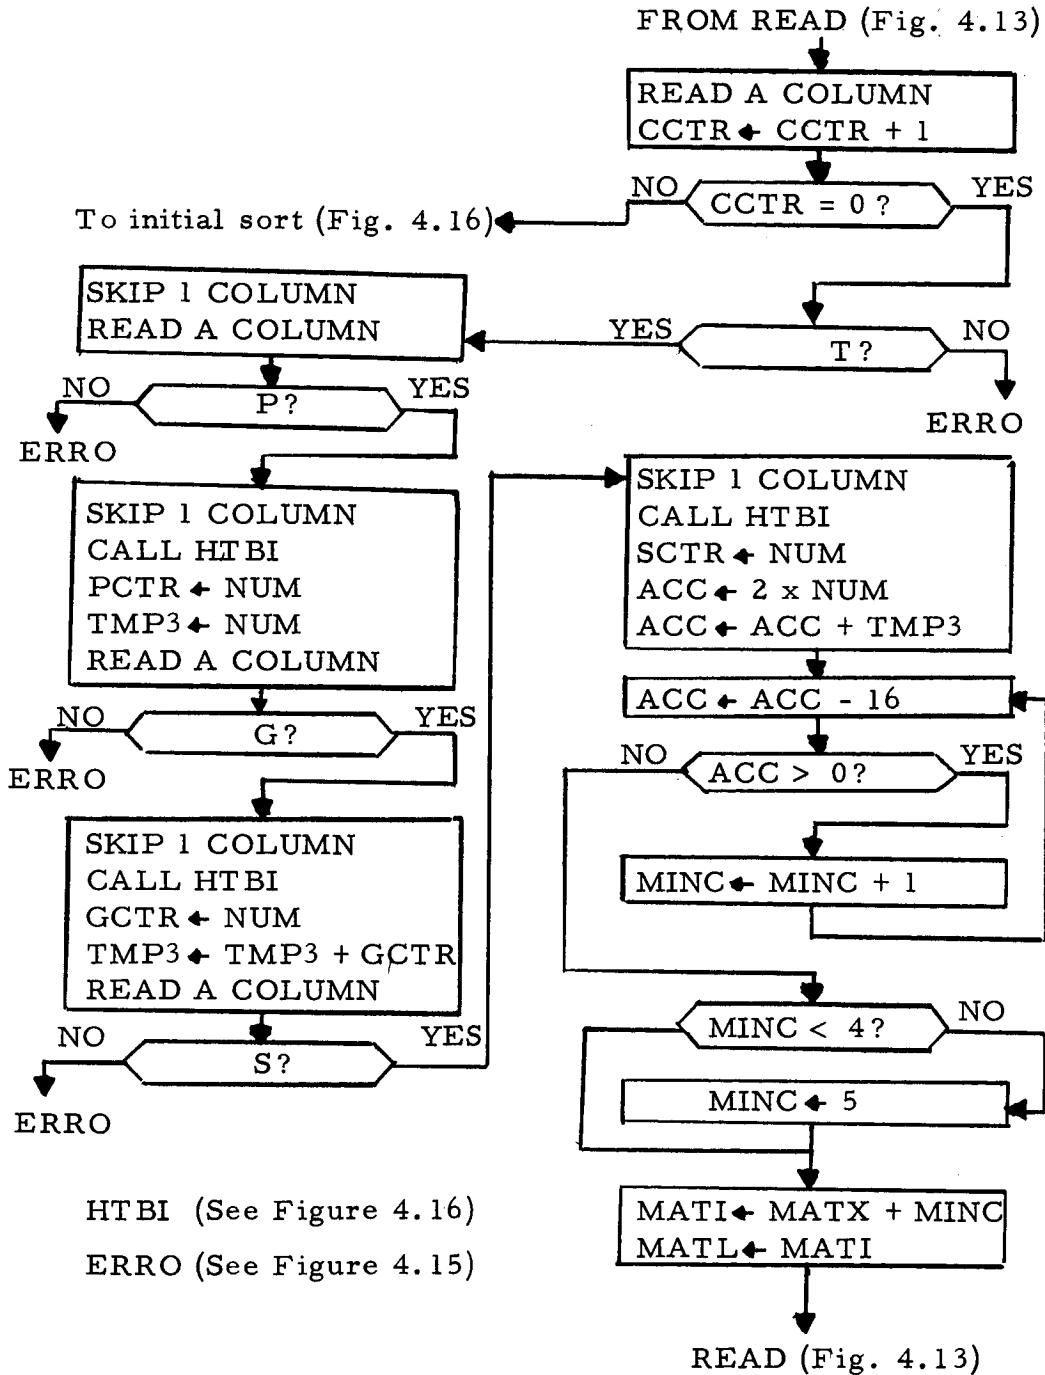 FROM READ (Fig. 4.13)
READ A COLUMN
CCTR ← CCTR + 1
NO
CCTR = 0?
YES
To initial sort (Fig. 4.16)
SKIP 1 COLUMN
READ A COLUMN
YES
T?
NO
ERRO
NO
P?
YES
ERRO
SKIP 1 COLUMN
CALL HTBI
PCTR ← NUM
TMP3 ← NUM
READ A COLUMN
NO
G?
YES
ERRO
SKIP 1 COLUMN
CALL HTBI
GCTR ← NUM
TMP3 ← TMP3 + GCTR
READ A COLUMN
NO
S?
YES
ERRO
SKIP 1 COLUMN
CALL HTBI
SCTR ← NUM
ACC ← 2 x NUM
ACC ← ACC + TMP3
ACC ← ACC - 16
NO
ACC > 0?
YES
MINC ← MINC + 1
MINC < 4?
NO
MINC ← 5
MATI ← MATX + MINC
MATL ← MATI
READ (Fig. 4.13)
HTBI (See Figure 4.16)
ERRO (See Figure 4.15)